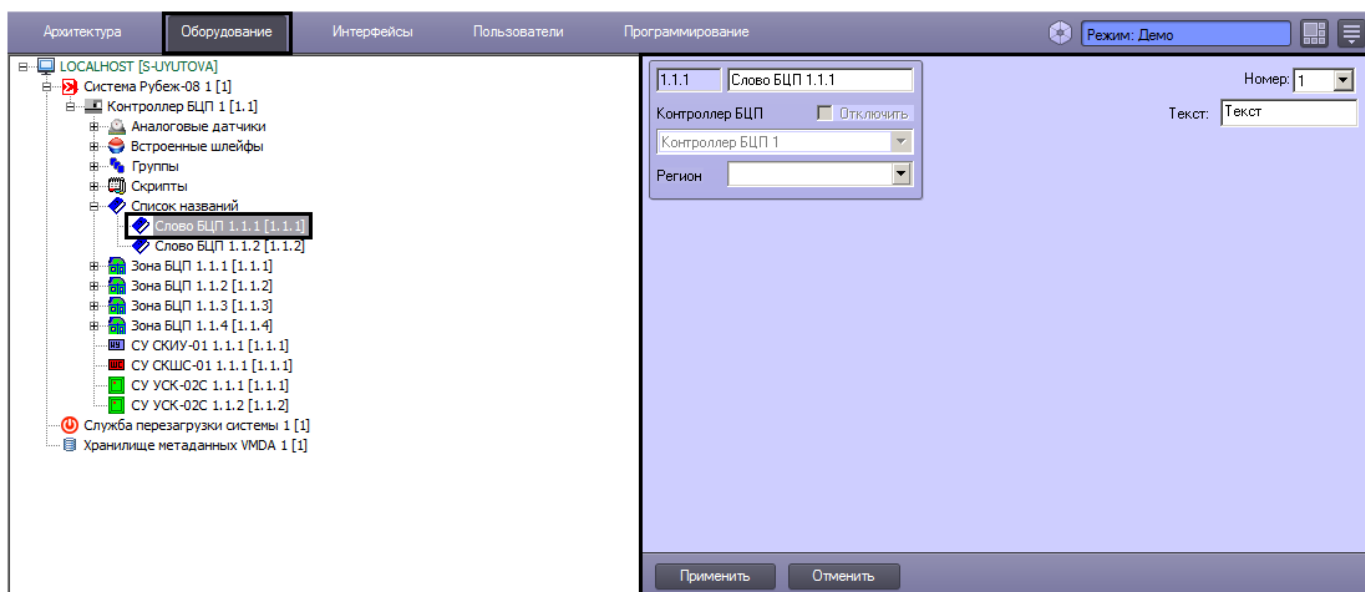 Архитектура Оборудование Интерфейсы Пользователи Программирование Режим: Демо
LOCALHOST [S-UYUTOVA]
Система Рубеж-08 1 [1]
Контроллер БЦП 1 [1.1]
Аналоговые датчики
Встроенные шлейфы
Группы
Скрипты
Список названий
Слово БЦП 1.1.1 [1.1.1]
Слово БЦП 1.1.2 [1.1.2]
Зона БЦП 1.1.1 [1.1.1]
Зона БЦП 1.1.2 [1.1.2]
Зона БЦП 1.1.3 [1.1.3]
Зона БЦП 1.1.4 [1.1.4]
СУ СКИУ-01 1.1.1 [1.1.1]
СУ СКШС-01 1.1.1 [1.1.1]
СУ УСК-02С 1.1.1 [1.1.1]
СУ УСК-02С 1.1.2 [1.1.2]
Служба перезагрузки системы 1 [1]
Хранилище метаданных VMDA 1 [1]
1.1.1 Слово БЦП 1.1.1
Контроллер БЦП Отключить
Контроллер БЦП 1
Регион
Номер: 1
Текст: Текст
Применить Отменить